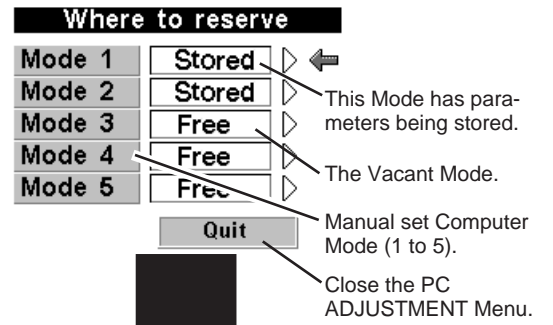 Where to reserve
Mode 1 Stored
Mode 2 Stored
Mode 3 Free
Mode 4 Free
Mode 5 Free
Quit
This Mode has para-
meters being stored.
The Vacant Mode.
Manual set Computer
Mode (1 to 5).
Close the PC
ADJUSTMENT Menu.